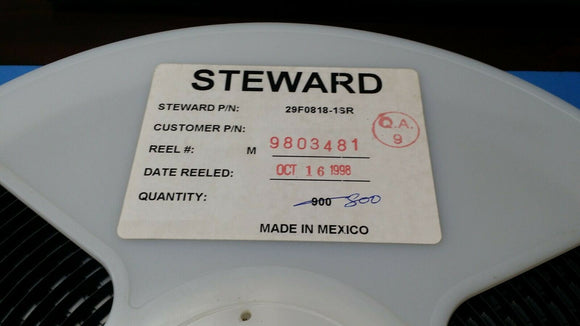 STEWARD
STEWARD P/N: 29F0818-1SR
CUSTOMER P/N:
Q.A.
9
REEL #: M 9803481
DATE REELED: OCT 16 1998
QUANTITY: 900 800
MADE IN MEXICO